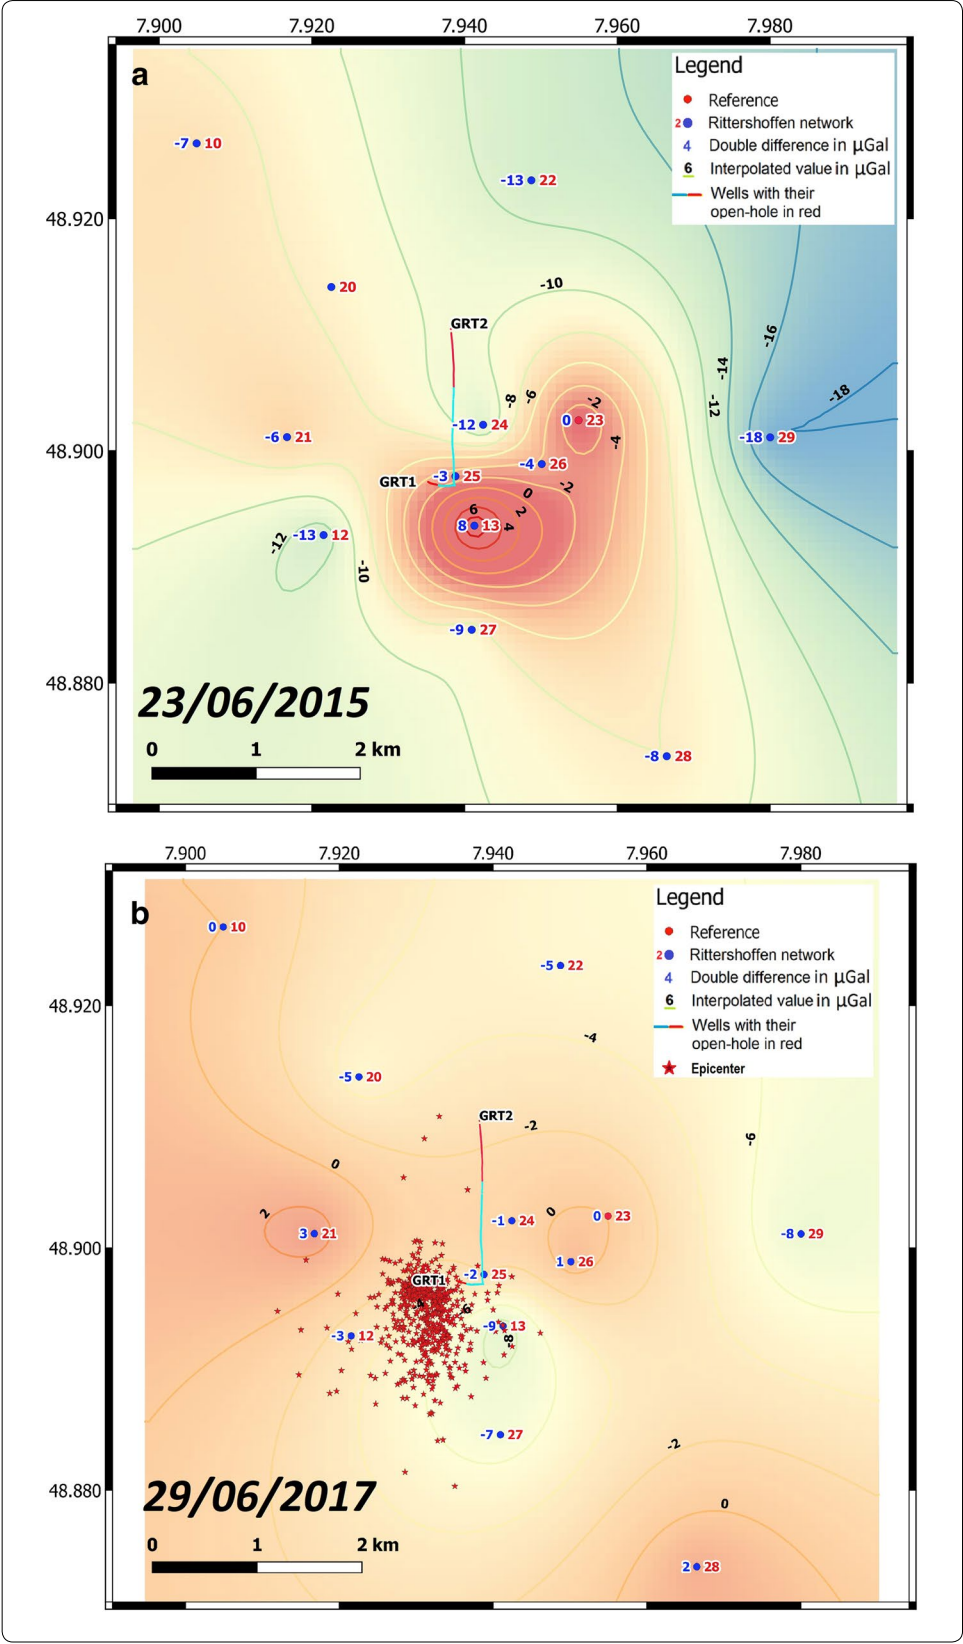 7.900 7.920 7.940 7.960 7.980
a
Legend
Reference
2 Rittershoffen network
4 Double difference in µGal
6 Interpolated value in µGal
Wells with their
open-hole in red
-7 10
-13 22
48.920
20
-10
GRT2
-16
-14
-18
-8 -6 -2
-12
0 23
-12 24
-4
-6 21
-18 29
48.900
-4 26
-3 25
GRT1
-2
0
2
6
8 13
4
-12
-13 12
-10
-9 27
48.880
23/06/2015
0 1 2 km
-8 28
7.900 7.920 7.940 7.960 7.980
b
Legend
Reference
2 Rittershoffen network
4 Double difference in µGal
6 Interpolated value in µGal
Wells with their
open-hole in red
Epicenter
0 10
-5 22
48.920
-4
-5 20
GRT2
-2
-6
0
2
0
0 23
-1 24
3 21
-8 29
48.900
1 26
-2 25
GRT1
4
6
-9 13
-8
-3 12
-7 27
-2
48.880
29/06/2017
0
0 1 2 km
2 28